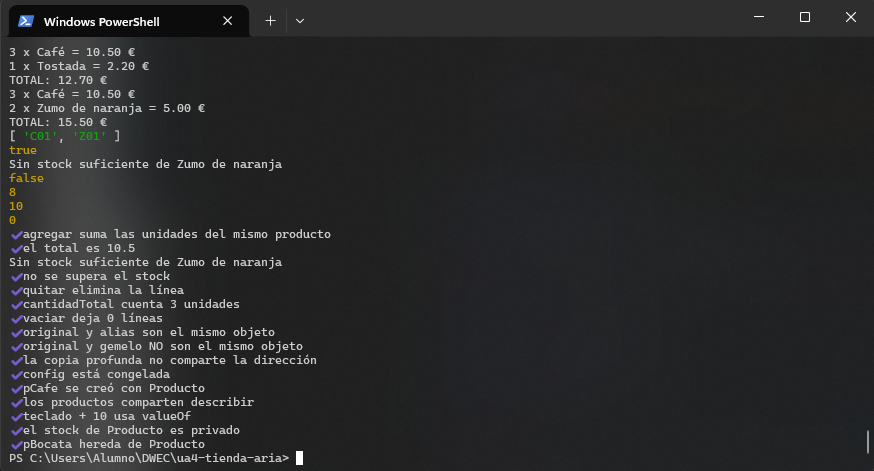 Windows PowerShell
3 x Café = 10.50 €
1 x Tostada = 2.20 €
TOTAL: 12.70 €
3 x Café = 10.50 €
2 x Zumo de naranja = 5.00 €
TOTAL: 15.50 €
[ 'C01', 'Z01' ]
true
Sin stock suficiente de Zumo de naranja
false
8
10
0
✔agregar suma las unidades del mismo producto
✔el total es 10.5
Sin stock suficiente de Zumo de naranja
✔no se supera el stock
✔quitar elimina la línea
✔cantidadTotal cuenta 3 unidades
✔vaciar deja 0 líneas
✔original y alias son el mismo objeto
✔original y gemelo NO son el mismo objeto
✔la copia profunda no comparte la dirección
✔config está congelada
✔pCafe se creó con Producto
✔los productos comparten describir
✔teclado + 10 usa valueOf
✔el stock de Producto es privado
✔pBocata hereda de Producto
PS C:\Users\Alumno\DWEC\ua4-tienda-aria>